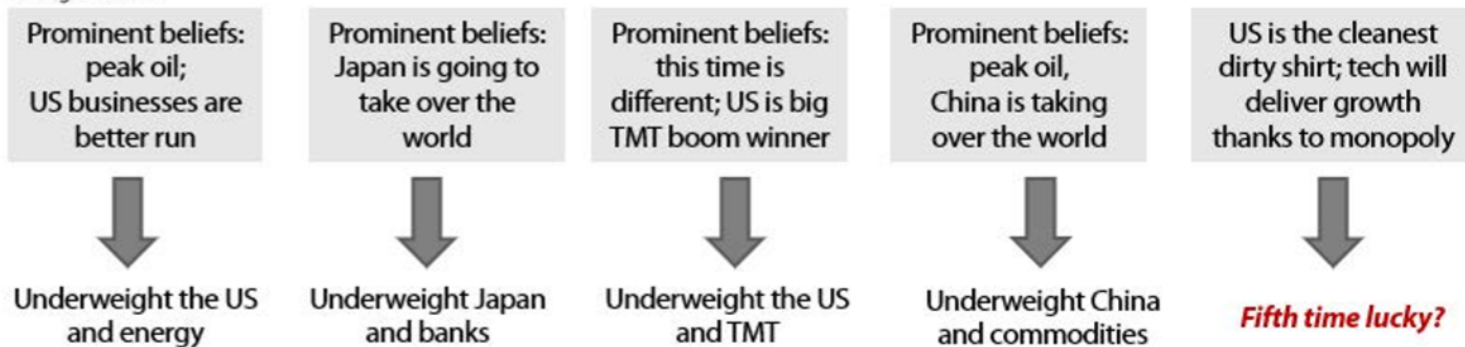 Prominent beliefs:
peak oil;
US businesses are
better run
Prominent beliefs:
Japan is going to
take over the
world
Prominent beliefs:
this time is
different; US is big
TMT boom winner
Prominent beliefs:
peak oil,
China is taking
over the world
US is the cleanest
dirty shirt; tech will
deliver growth
thanks to monopoly
Underweight the US
and energy
Underweight Japan
and banks
Underweight the US
and TMT
Underweight China
and commodities
Fifth time lucky?